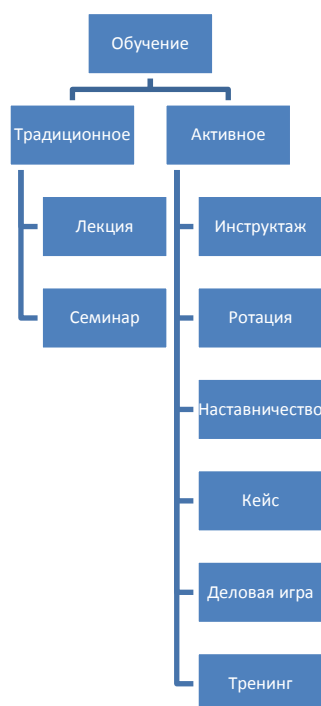 Обучение
Традиционное
Активное
Лекция
Семинар
Инструктаж
Ротация
Наставничество
Кейс
Деловая игра
Тренинг